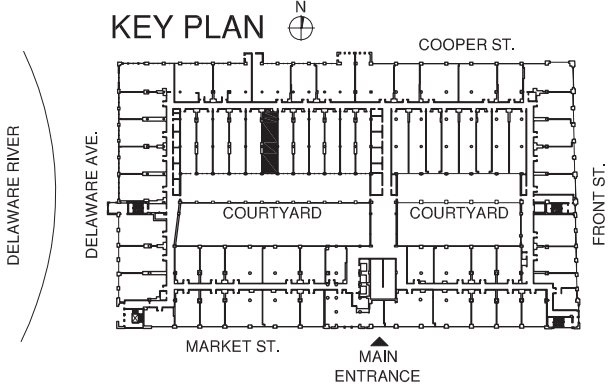 N
KEY PLAN
COOPER ST.
DELAWARE RIVER
DELAWARE AVE.
COURTYARD
COURTYARD
FRONT ST.
MARKET ST.
MAIN
ENTRANCE